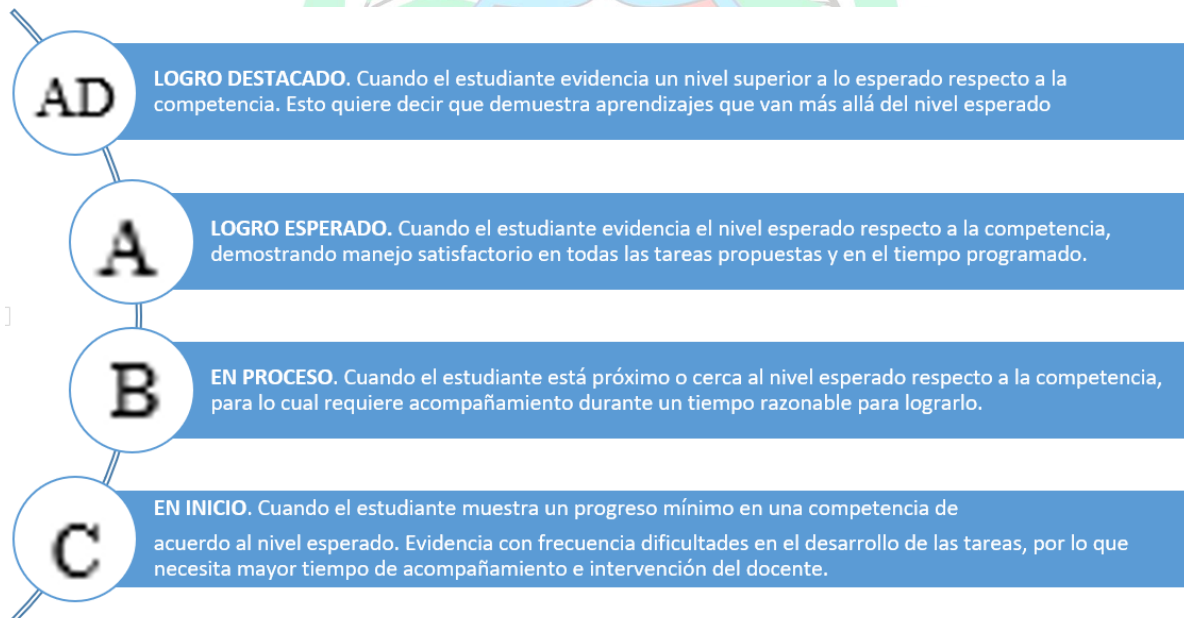 AD
LOGRO DESTACADO. Cuando el estudiante evidencia un nivel superior a lo esperado respecto a la
competencia. Esto quiere decir que demuestra aprendizajes que van más allá del nivel esperado
A
LOGRO ESPERADO. Cuando el estudiante evidencia el nivel esperado respecto a la competencia,
demostrando manejo satisfactorio en todas las tareas propuestas y en el tiempo programado.
B
EN PROCESO. Cuando el estudiante está próximo o cerca al nivel esperado respecto a la competencia,
para lo cual requiere acompañamiento durante un tiempo razonable para lograrlo.
C
EN INICIO. Cuando el estudiante muestra un progreso mínimo en una competencia de
acuerdo al nivel esperado. Evidencia con frecuencia dificultades en el desarrollo de las tareas, por lo que
necesita mayor tiempo de acompañamiento e intervención del docente.